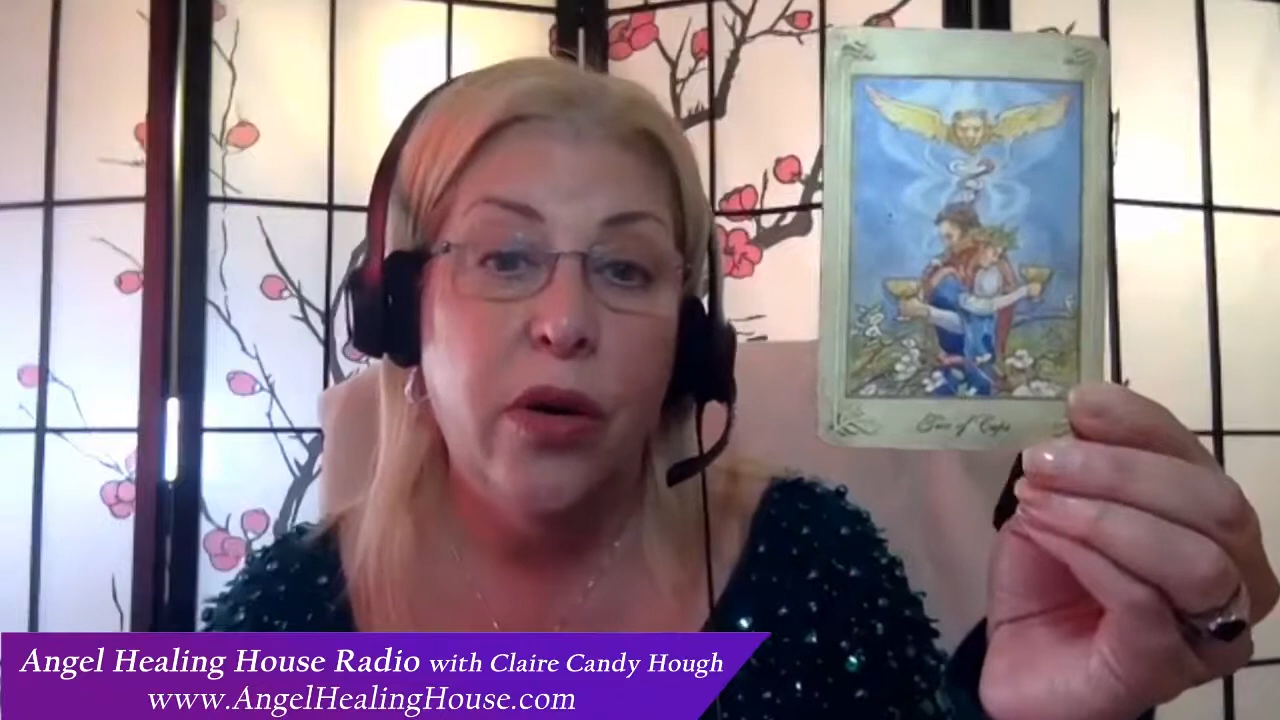 Two of Cups
Angel Healing House Radio with Claire Candy Hough
www.AngelHealingHouse.com